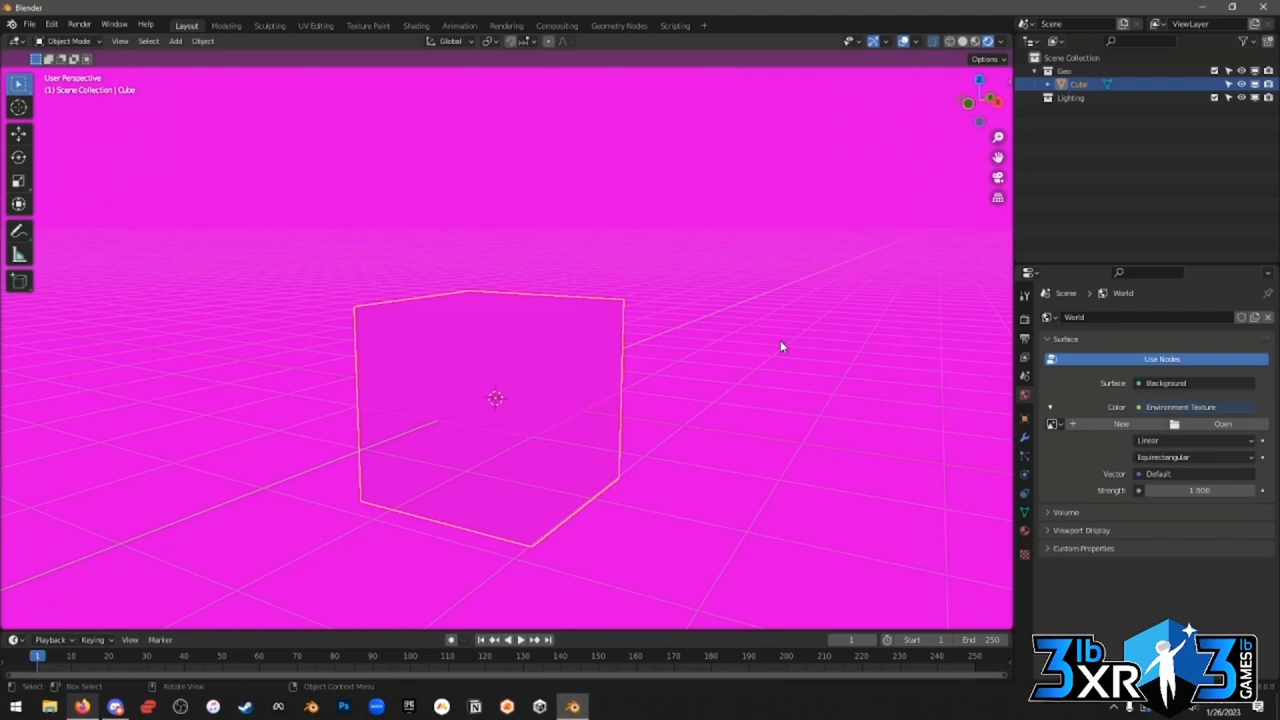 Blender
File Edit Render Window Help Layout Modeling Sculpting UV Editing Texture Paint Shading Animation Rendering Compositing Geometry Nodes Scripting + Scene ViewLayer
Object Mode View Select Add Object Global
Options
User Perspective
(1) Scene Collection | Cube
Scene Collection
Geo
Cube
Lighting
Scene > World
World
Surface
Use Nodes
Surface Background
Color Environment Texture
+ New Open
Linear
Equirectangular
Vector Default
Strength 1.000
Volume
Viewport Display
Custom Properties
Playback Keying View Marker 1 Start 1 End 250
1 10 20 30 40 50 60 70 80 90 100 110 120 130 140 150 160 170 180 190 200 210 220 230 240 250
Select Box Select Rotate View Object Context Menu
3lb XR 3lb GAMES
1/26/2023